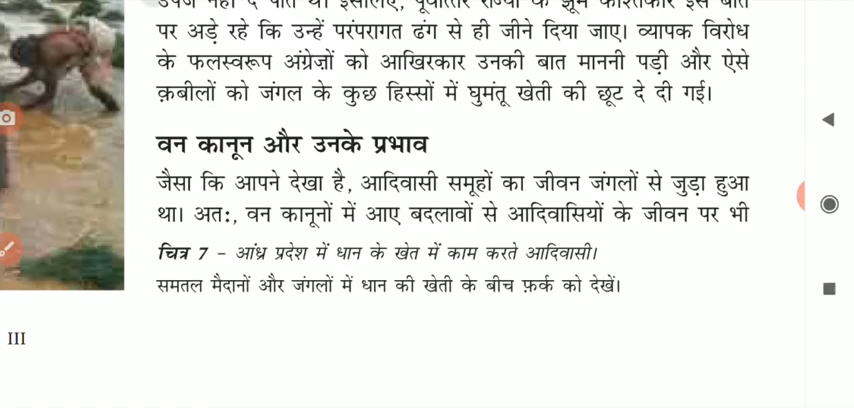 पर अड़े रहे कि उन्हें परंपरागत ढंग से ही जीने दिया जाए। व्यापक विरोध
के फलस्वरूप अंग्रेजों को आखिरकार उनकी बात माननी पड़ी और ऐसे
क़बीलों को जंगल के कुछ हिस्सों में घुमंतू खेती की छूट दे दी गई।
वन कानून और उनके प्रभाव
जैसा कि आपने देखा है, आदिवासी समूहों का जीवन जंगलों से जुड़ा हुआ
था। अत:, वन कानूनों में आए बदलावों से आदिवासियों के जीवन पर भी
चित्र 7 – आंध्र प्रदेश में धान के खेत में काम करते आदिवासी।
समतल मैदानों और जंगलों में धान की खेती के बीच फ़र्क को देखें।
III